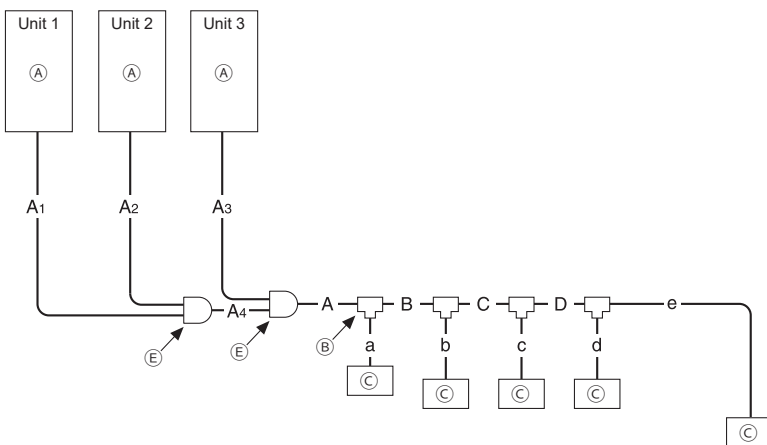 Unit 1 Unit 2 Unit 3
Ⓐ Ⓐ Ⓐ
A1 A2 A3
A4 A B C D e
Ⓔ Ⓔ Ⓑ a b c d
Ⓒ Ⓒ Ⓒ Ⓒ
Ⓒ